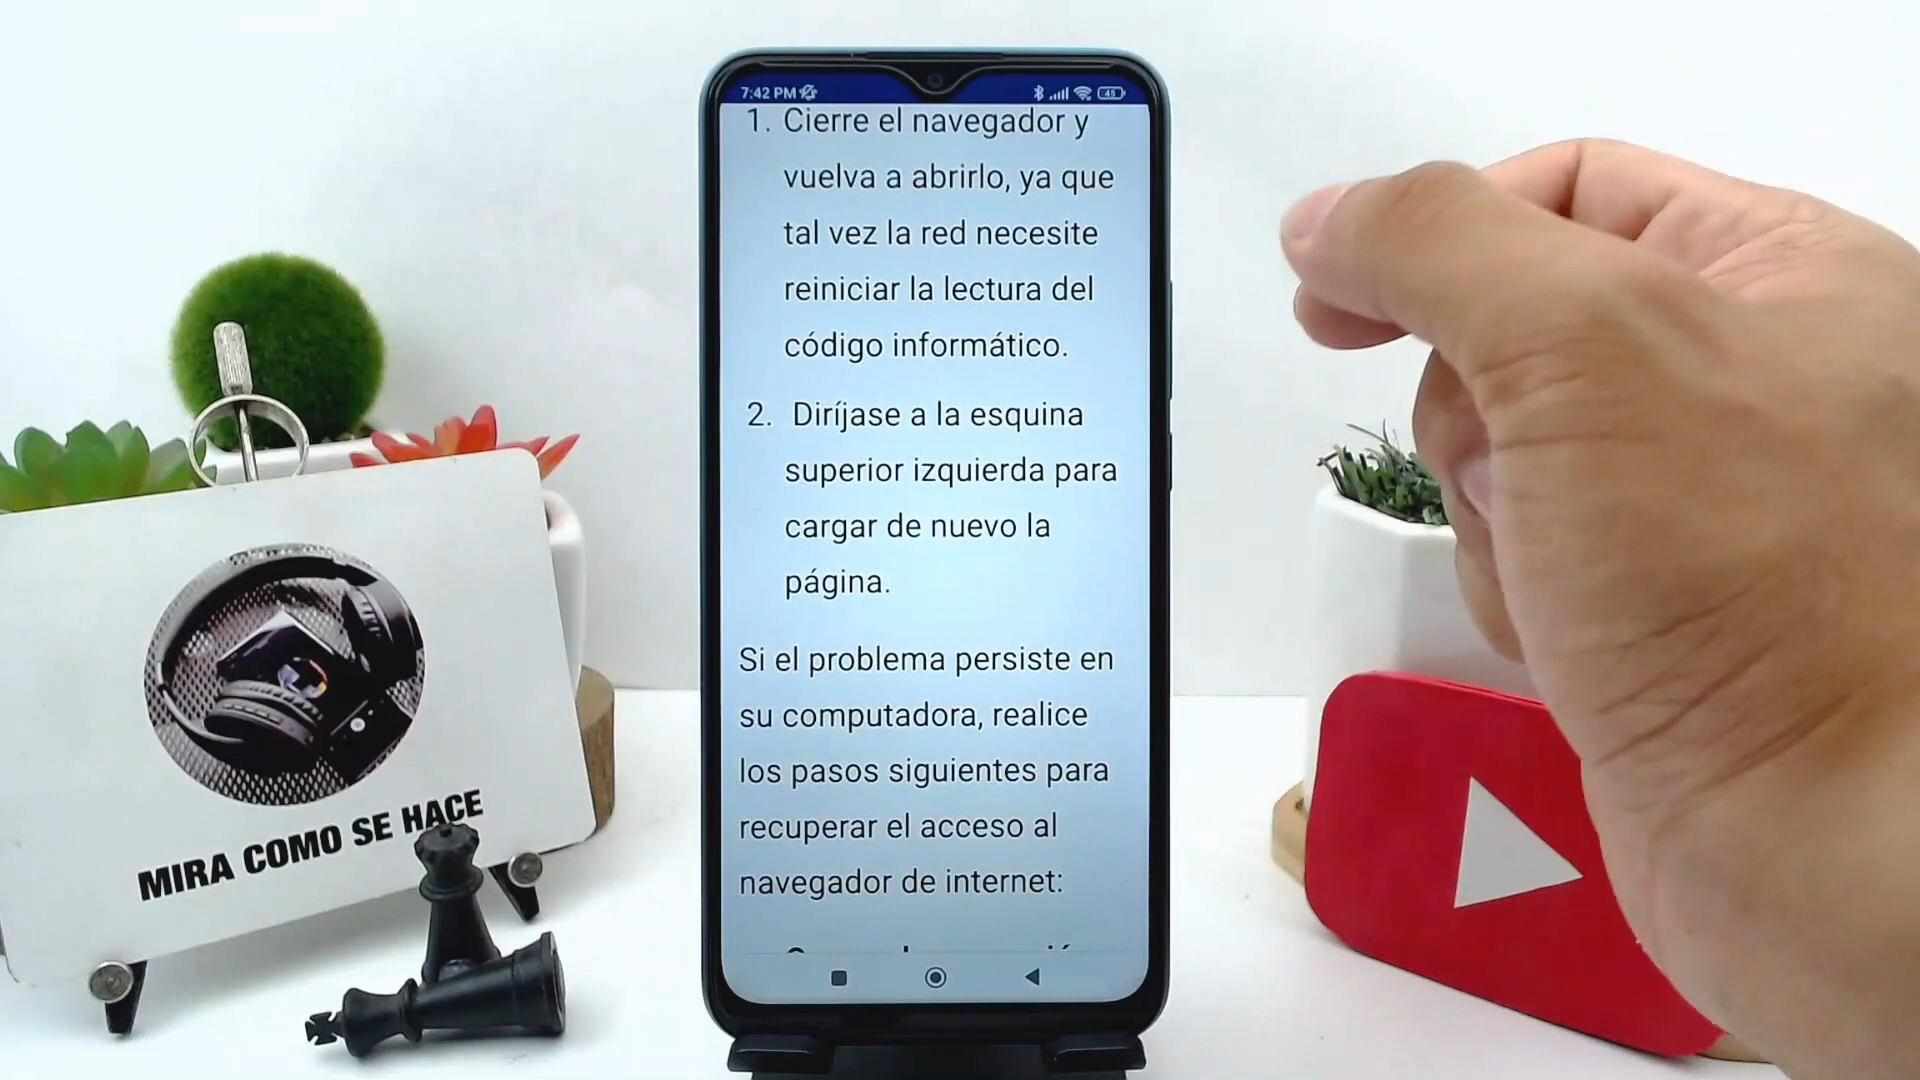 7:42 PM
45
1. Cierre el navegador y
vuelva a abrirlo, ya que
tal vez la red necesite
reiniciar la lectura del
código informático.
2. Diríjase a la esquina
superior izquierda para
cargar de nuevo la
página.
Si el problema persiste en
su computadora, realice
los pasos siguientes para
recuperar el acceso al
navegador de internet:
MIRA COMO SE HACE